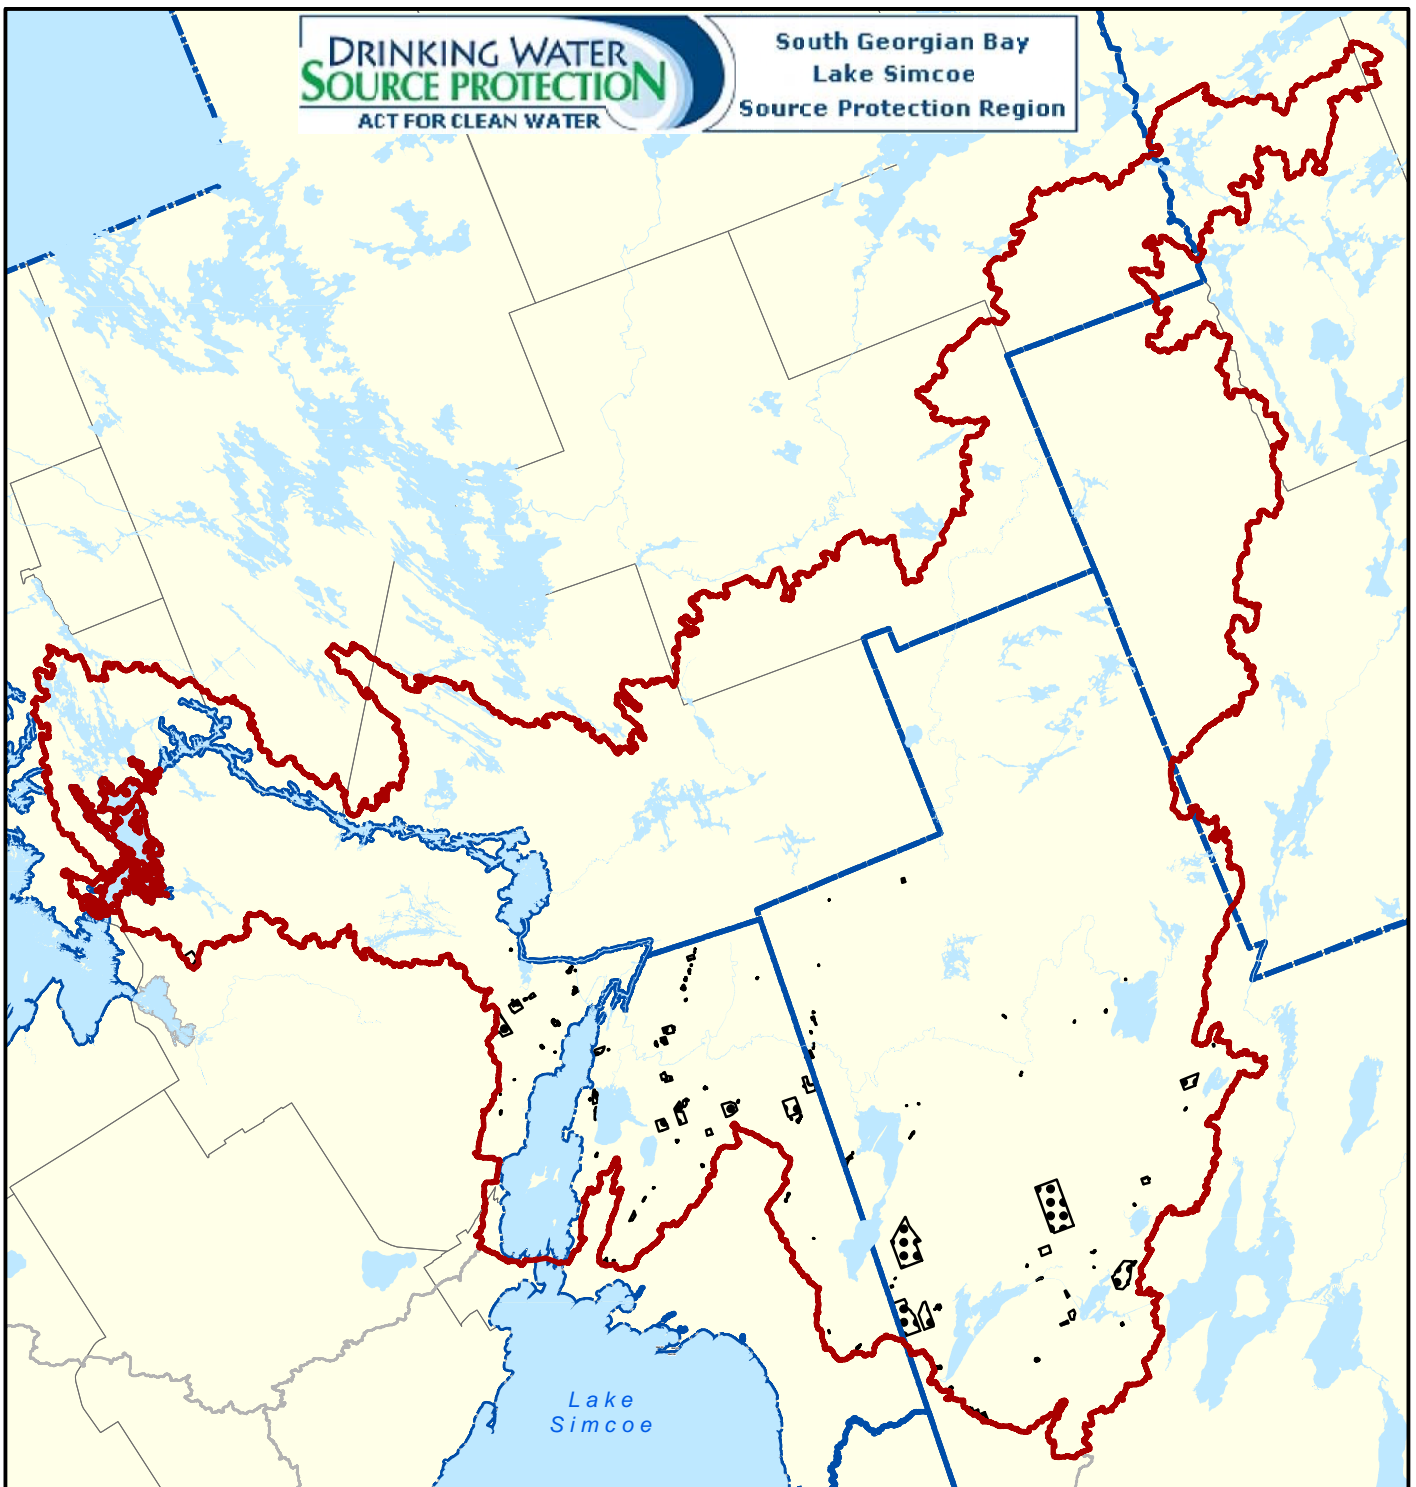 DRINKING WATER
SOURCE PROTECTION
ACT FOR CLEAN WATER
South Georgian Bay
Lake Simcoe
Source Protection Region
Lake
Simcoe